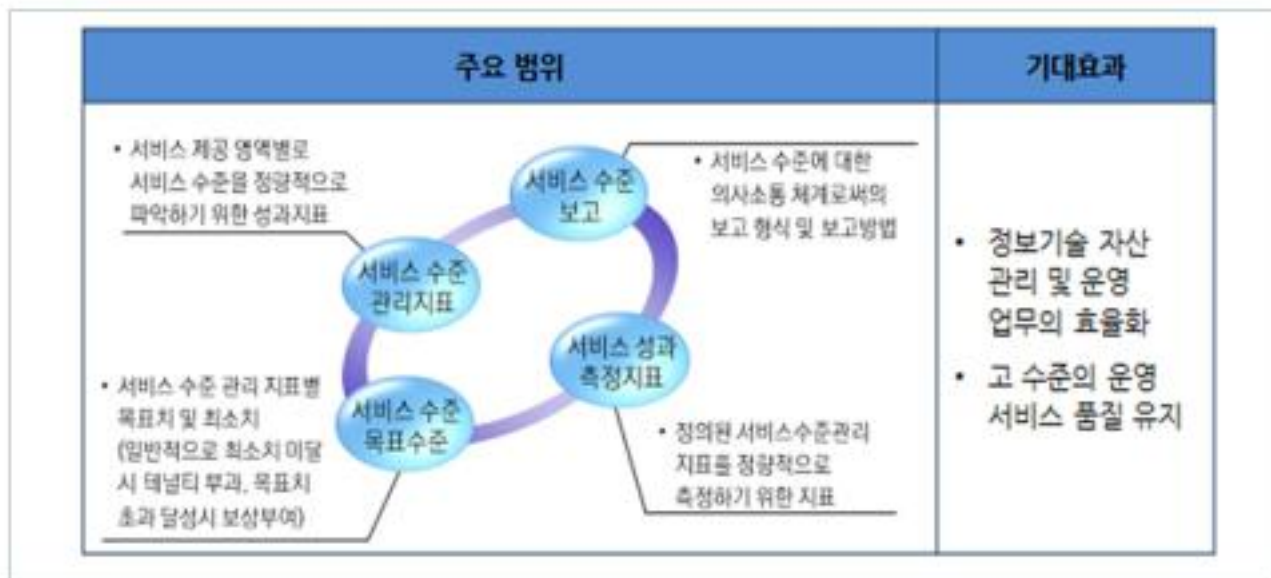 주요 범위
기대효과
• 서비스 제공 영역별로
서비스 수준을 정량적으로
파악하기 위한 성과지표
서비스 수준
보고
• 서비스 수준에 대한
의사소통 체계로써의
보고 형식 및 보고방법
서비스 수준
관리지표
서비스 성과
측정지표
• 서비스 수준 관리 지표별
목표치 및 최소치
(일반적으로 최소치 미달
시 페널티 부과, 목표치
초과 달성시 보상부여)
서비스 수준
목표수준
• 정의된 서비스수준관리
지표를 정량적으로
측정하기 위한 지표
• 정보기술 자산
관리 및 운영
업무의 효율화
• 고 수준의 운영
서비스 품질 유지